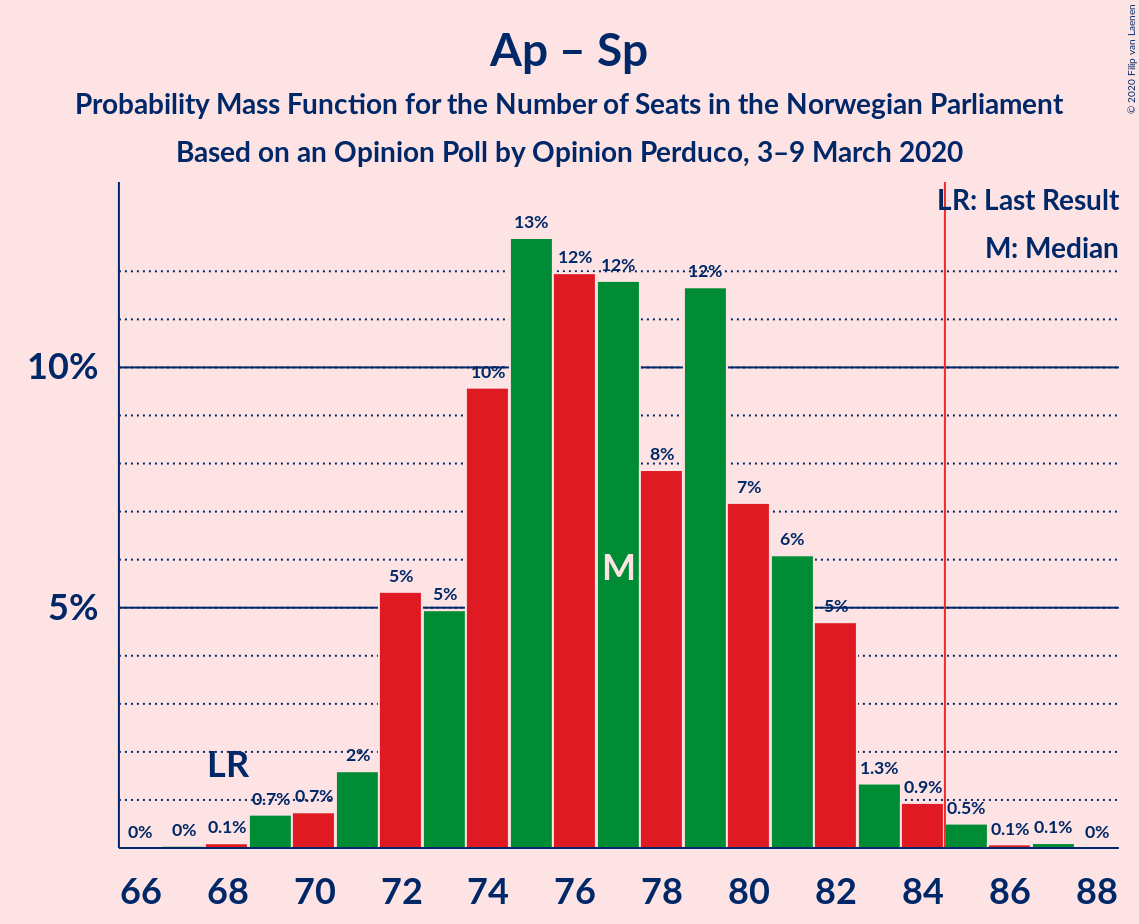 Ap – Sp
Probability Mass Function for the Number of Seats in the Norwegian Parliament
Based on an Opinion Poll by Opinion Perduco, 3–9 March 2020
© 2020 Filip van Laenen
LR: Last Result
M: Median
10%
5%
0%
0%
0.1%
0.7%
0.7%
2%
5%
5%
10%
13%
12%
12%
8%
12%
7%
6%
5%
1.3%
0.9%
0.5%
0.1%
0.1%
0%
LR
M
66 68 70 72 74 76 78 80 82 84 86 88